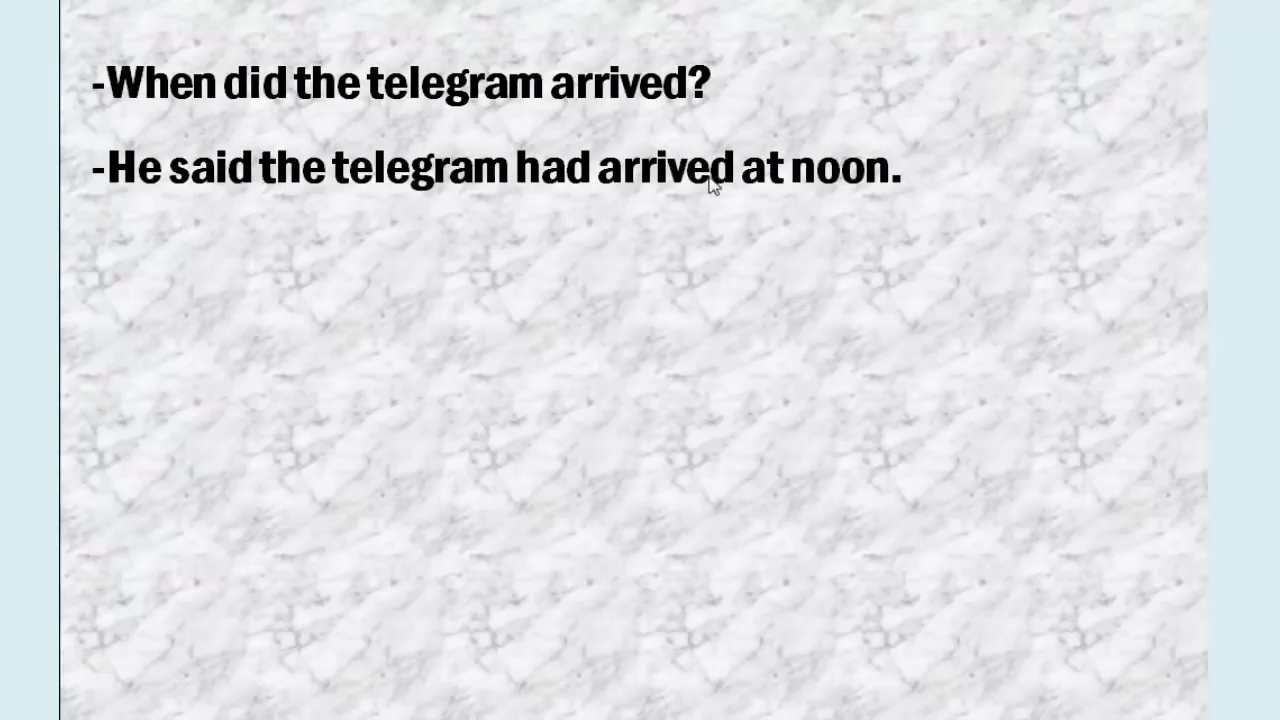 -When did the telegram arrived?
-He said the telegram had arrived at noon.